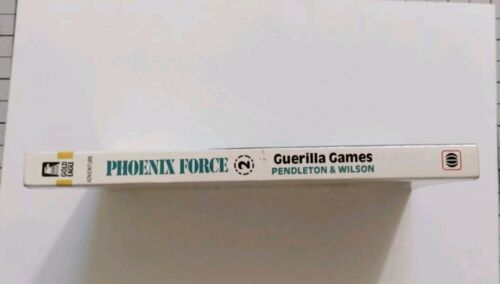 GOLD
EAGLE
ADVENTURE
PHOENIX FORCE
2
Guerilla Games
PENDLETON & WILSON